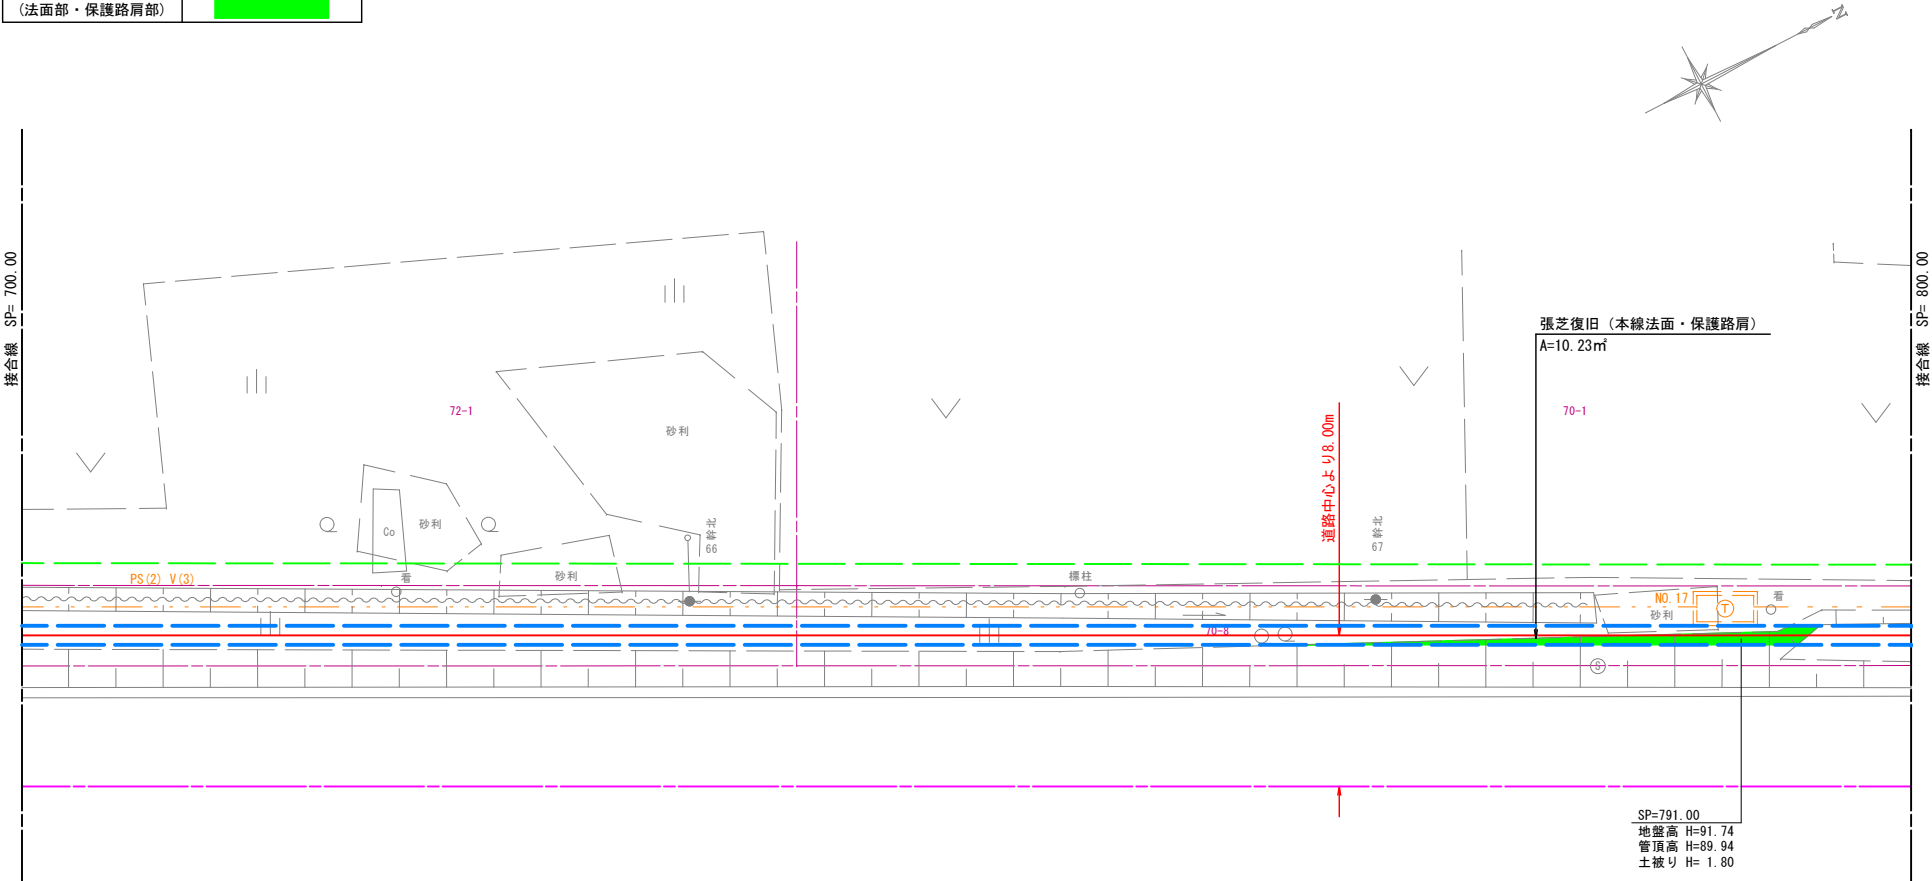 (法面部・保護路肩部)
N
接合線 SP= 700.00
接合線 SP= 800.00
張芝復旧 (本線法面・保護路肩)
A=10.23㎡
72-1
70-1
砂利
道路中心より8.00m
Co
砂利
幹北
66
幹北
67
PS(2) V(3)
看
砂利
標柱
NO.17
砂利
T
看
70-8
S
SP=791.00
地盤高 H=91.74
管頂高 H=89.94
土被り H= 1.80